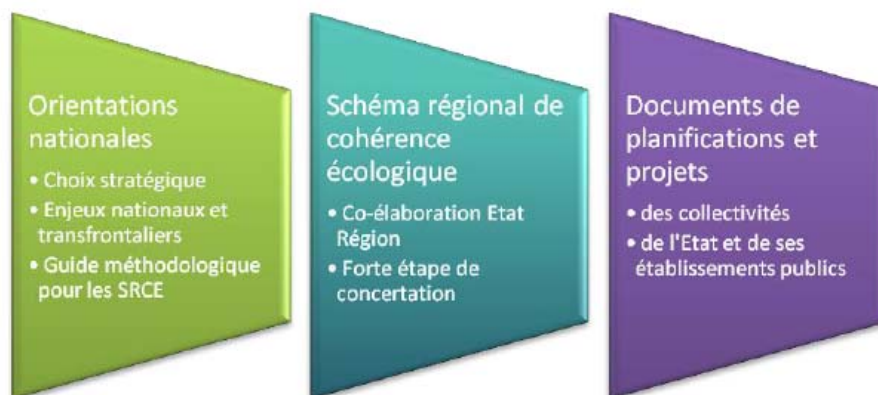 Orientations
nationales
• Choix stratégique
• Enjeux nationaux et
transfrontaliers
• Guide méthodologique
pour les SRCE
Schéma régional de
cohérence
écologique
• Co-élaboration Etat
Région
• Forte étape de
concertation
Documents de
planifications et
projets
• des collectivités
• de l'Etat et de ses
établissements publics